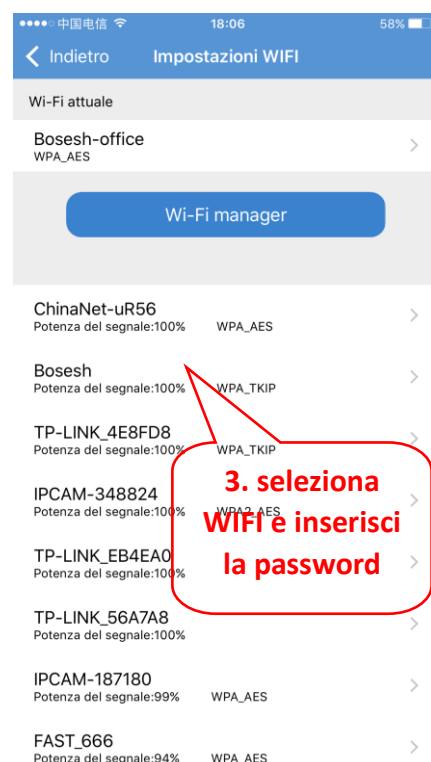 中国电信 18:06 58%
Indietro Impostazioni WIFI
Wi-Fi attuale
Bosesh-office
WPA_AES
Wi-Fi manager
ChinaNet-uR56
Potenza del segnale:100% WPA_AES
Bosesh
Potenza del segnale:100% WPA_TKIP
TP-LINK_4E8FD8
Potenza del segnale:100% WPA_TKIP
IPCAM-348824
Potenza del segnale:100% WPA2_AES
TP-LINK_EB4EA0
Potenza del segnale:100%
TP-LINK_56A7A8
Potenza del segnale:100%
IPCAM-187180
Potenza del segnale:99% WPA_AES
FAST_666
Potenza del segnale:94% WPA_AES
3. seleziona
WIFI e inserisci
la password